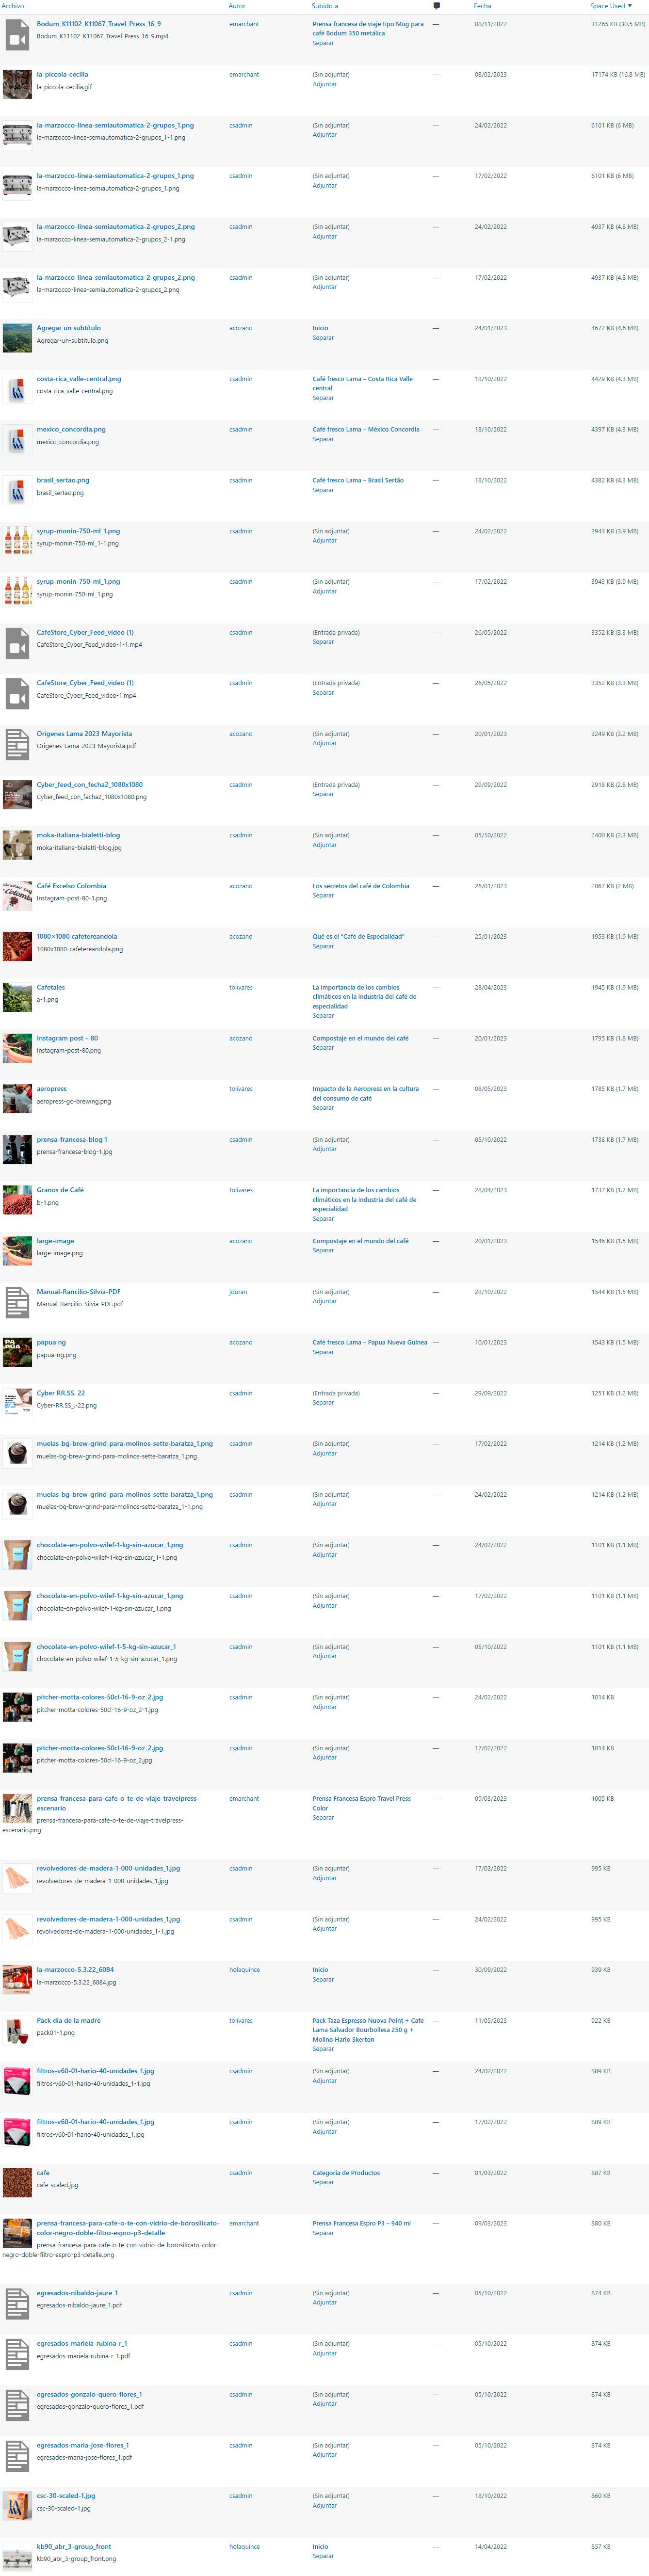 Archivo Autor Subido a Fecha Space Used
Bodum_K11102_K11067_Travel_Press_16_9 emarchant Prensa francesa de viaje tipo Mug para — 08/11/2022 31265 KB (30.5 MB)
Bodum_K11102_K11067_Travel_Press_16_9.mp4 café Bodum 350 metálica
Separar
la-piccola-cecilia emarchant (Sin adjuntar) — 08/02/2023 17174 KB (16.8 MB)
la-piccola-cecilia.gif Adjuntar
la-marzocco-linea-semiautomatica-2-grupos_1.png csadmin (Sin adjuntar) — 24/02/2022 6101 KB (6 MB)
la-marzocco-linea-semiautomatica-2-grupos_1-1.png Adjuntar
la-marzocco-linea-semiautomatica-2-grupos_1.png csadmin (Sin adjuntar) — 17/02/2022 6101 KB (6 MB)
la-marzocco-linea-semiautomatica-2-grupos_1.png Adjuntar
la-marzocco-linea-semiautomatica-2-grupos_2.png csadmin (Sin adjuntar) — 24/02/2022 4937 KB (4.8 MB)
la-marzocco-linea-semiautomatica-2-grupos_2-1.png Adjuntar
la-marzocco-linea-semiautomatica-2-grupos_2.png csadmin (Sin adjuntar) — 17/02/2022 4937 KB (4.8 MB)
la-marzocco-linea-semiautomatica-2-grupos_2.png Adjuntar
Agregar un subtítulo acozano Inicio — 24/01/2023 4672 KB (4.6 MB)
Agregar-un-subtitulo.png Separar
costa-rica_valle-central.png csadmin Café fresco Lama – Costa Rica Valle — 18/10/2022 4429 KB (4.3 MB)
costa-rica_valle-central.png central
Separar
mexico_concordia.png csadmin Café fresco Lama – México Concordia — 18/10/2022 4397 KB (4.3 MB)
mexico_concordia.png Separar
brasil_sertao.png csadmin Café fresco Lama – Brasil Sertão — 18/10/2022 4382 KB (4.3 MB)
brasil_sertao.png Separar
syrup-monin-750-ml_1.png csadmin (Sin adjuntar) — 24/02/2022 3943 KB (3.9 MB)
syrup-monin-750-ml_1-1.png Adjuntar
syrup-monin-750-ml_1.png csadmin (Sin adjuntar) — 17/02/2022 3943 KB (3.9 MB)
syrup-monin-750-ml_1.png Adjuntar
CafeStore_Cyber_Feed_video (1) csadmin (Entrada privada) — 26/05/2022 3352 KB (3.3 MB)
CafeStore_Cyber_Feed_video-1-1.mp4 Separar
CafeStore_Cyber_Feed_video (1) csadmin (Entrada privada) — 26/05/2022 3352 KB (3.3 MB)
CafeStore_Cyber_Feed_video-1.mp4 Separar
Orígenes Lama 2023 Mayorista acozano (Sin adjuntar) — 20/01/2023 3249 KB (3.2 MB)
Origenes-Lama-2023-Mayorista.pdf Adjuntar
Cyber_feed_con_fecha2_1080x1080 csadmin (Entrada privada) — 29/09/2022 2918 KB (2.8 MB)
Cyber_feed_con_fecha2_1080x1080.png Separar
moka-italiana-bialetti-blog csadmin (Sin adjuntar) — 05/10/2022 2400 KB (2.3 MB)
moka-italiana-bialetti-blog.jpg Adjuntar
Café Excelso Colombia acozano Los secretos del café de Colombia — 26/01/2023 2067 KB (2 MB)
Instagram-post-80-1.png Separar
1080×1080 cafetereandola acozano Qué es el "Café de Especialidad" — 25/01/2023 1953 KB (1.9 MB)
1080x1080-cafetereandola.png Separar
Cafetales tolivares La importancia de los cambios — 28/04/2023 1945 KB (1.9 MB)
a-1.png climáticos en la industria del café de
especialidad
Separar
Instagram post – 80 acozano Compostaje en el mundo del café — 20/01/2023 1795 KB (1.8 MB)
Instagram-post-80.png Separar
aeropress tolivares Impacto de la Aeropress en la cultura — 08/05/2023 1785 KB (1.7 MB)
aeropress-go-brewing.png del consumo de café
Separar
prensa-francesa-blog 1 csadmin (Sin adjuntar) — 05/10/2022 1738 KB (1.7 MB)
prensa-francesa-blog-1.jpg Adjuntar
Granos de Café tolivares La importancia de los cambios — 28/04/2023 1737 KB (1.7 MB)
b-1.png climáticos en la industria del café de
especialidad
Separar
large-image acozano Compostaje en el mundo del café — 20/01/2023 1546 KB (1.5 MB)
large-image.png Separar
Manual-Rancilio-Silvia-PDF jduran (Sin adjuntar) — 28/10/2022 1544 KB (1.5 MB)
Manual-Rancilio-Silvia-PDF.pdf Adjuntar
papua ng acozano Café fresco Lama – Papua Nueva Guinea — 10/01/2023 1543 KB (1.5 MB)
papua-ng.png Separar
Cyber RR.SS. 22 csadmin (Entrada privada) — 29/09/2022 1251 KB (1.2 MB)
Cyber-RR.SS_.-22.png Separar
muelas-bg-brew-grind-para-molinos-sette-baratza_1.png csadmin (Sin adjuntar) — 17/02/2022 1214 KB (1.2 MB)
muelas-bg-brew-grind-para-molinos-sette-baratza_1.png Adjuntar
muelas-bg-brew-grind-para-molinos-sette-baratza_1.png csadmin (Sin adjuntar) — 24/02/2022 1214 KB (1.2 MB)
muelas-bg-brew-grind-para-molinos-sette-baratza_1-1.png Adjuntar
chocolate-en-polvo-wilef-1-kg-sin-azucar_1.png csadmin (Sin adjuntar) — 24/02/2022 1101 KB (1.1 MB)
chocolate-en-polvo-wilef-1-kg-sin-azucar_1-1.png Adjuntar
chocolate-en-polvo-wilef-1-kg-sin-azucar_1.png csadmin (Sin adjuntar) — 17/02/2022 1101 KB (1.1 MB)
chocolate-en-polvo-wilef-1-kg-sin-azucar_1.png Adjuntar
chocolate-en-polvo-wilef-1-5-kg-sin-azucar_1 csadmin (Sin adjuntar) — 05/10/2022 1101 KB (1.1 MB)
chocolate-en-polvo-wilef-1-5-kg-sin-azucar_1.png Adjuntar
pitcher-motta-colores-50cl-16-9-oz_2.jpg csadmin (Sin adjuntar) — 24/02/2022 1014 KB
pitcher-motta-colores-50cl-16-9-oz_2-1.jpg Adjuntar
pitcher-motta-colores-50cl-16-9-oz_2.jpg csadmin (Sin adjuntar) — 17/02/2022 1014 KB
pitcher-motta-colores-50cl-16-9-oz_2.jpg Adjuntar
prensa-francesa-para-cafe-o-te-de-viaje-travelpress- emarchant Prensa Francesa Espro Travel Press — 09/03/2023 1005 KB
escenario Color
prensa-francesa-para-cafe-o-te-de-viaje-travelpress- Separar
escenario.png
revolvedores-de-madera-1-000-unidades_1.jpg csadmin (Sin adjuntar) — 17/02/2022 995 KB
revolvedores-de-madera-1-000-unidades_1.jpg Adjuntar
revolvedores-de-madera-1-000-unidades_1.jpg csadmin (Sin adjuntar) — 24/02/2022 995 KB
revolvedores-de-madera-1-000-unidades_1-1.jpg Adjuntar
la-marzocco-5.3.22_6084 holaquince Inicio — 30/09/2022 939 KB
la-marzocco-5.3.22_6084.jpg Separar
Pack día de la madre tolivares Pack Taza Espresso Nuova Point + Cafe — 11/05/2023 922 KB
pack01-1.png Lama Salvador Bourbollesa 250 g +
Molino Hario Skerton
Separar
filtros-v60-01-hario-40-unidades_1.jpg csadmin (Sin adjuntar) — 24/02/2022 889 KB
filtros-v60-01-hario-40-unidades_1-1.jpg Adjuntar
filtros-v60-01-hario-40-unidades_1.jpg csadmin (Sin adjuntar) — 17/02/2022 889 KB
filtros-v60-01-hario-40-unidades_1.jpg Adjuntar
cafe csadmin Categoría de Productos — 01/03/2022 887 KB
cafe-scaled.jpg Separar
prensa-francesa-para-cafe-o-te-con-vidrio-de-borosilicato- emarchant Prensa Francesa Espro P3 – 940 ml — 09/03/2023 880 KB
color-negro-doble-filtro-espro-p3-detalle Separar
prensa-francesa-para-cafe-o-te-con-vidrio-de-borosilicato-color-
negro-doble-filtro-espro-p3-detalle.png
egresados-nibaldo-jaure_1 csadmin (Sin adjuntar) — 05/10/2022 874 KB
egresados-nibaldo-jaure_1.pdf Adjuntar
egresados-mariela-rubina-r_1 csadmin (Sin adjuntar) — 05/10/2022 874 KB
egresados-mariela-rubina-r_1.pdf Adjuntar
egresados-gonzalo-quero-flores_1 csadmin (Sin adjuntar) — 05/10/2022 874 KB
egresados-gonzalo-quero-flores_1.pdf Adjuntar
egresados-maria-jose-flores_1 csadmin (Sin adjuntar) — 05/10/2022 874 KB
egresados-maria-jose-flores_1.pdf Adjuntar
csc-30-scaled-1.jpg csadmin (Sin adjuntar) — 18/10/2022 860 KB
csc-30-scaled-1.jpg Adjuntar
kb90_abr_3-group_front holaquince Inicio — 14/04/2022 857 KB
kb90_abr_3-group_front.png Separar